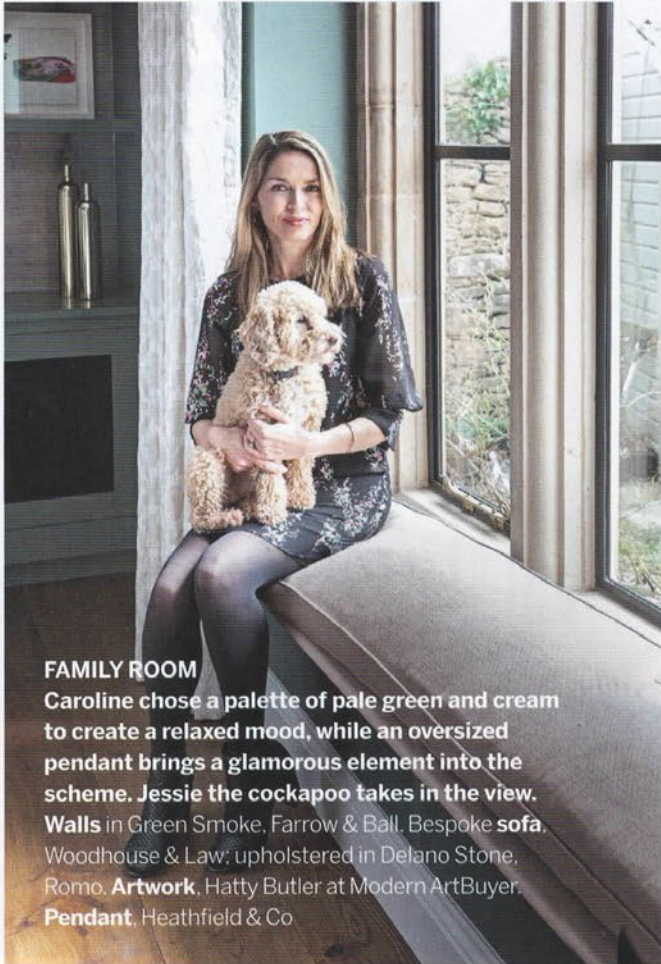 FAMILY ROOM
Caroline chose a palette of pale green and cream
to create a relaxed mood, while an oversized
pendant brings a glamorous element into the
scheme. Jessie the cockapoo takes in the view.
Walls in Green Smoke, Farrow & Ball. Bespoke sofa,
Woodhouse & Law; upholstered in Delano Stone,
Romo. Artwork, Hatty Butler at Modern ArtBuyer.
Pendant, Heathfield & Co